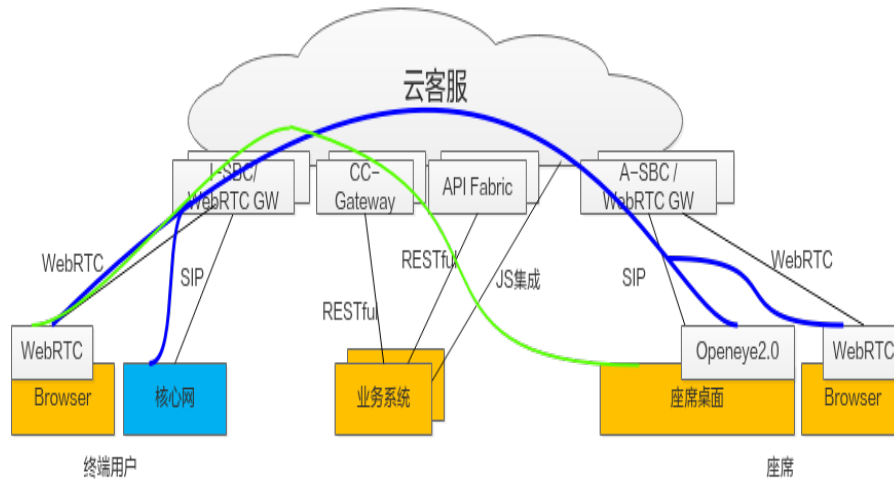 云客服
I-SBC/
WebRTC GW
CC-
Gateway
API Fabric
A-SBC /
WebRTC GW
WebRTC
SIP
RESTful
RESTful
JS集成
SIP
WebRTC
WebRTC
Browser
核心网
业务系统
Openeye2.0
座席桌面
WebRTC
Browser
终端用户
座席